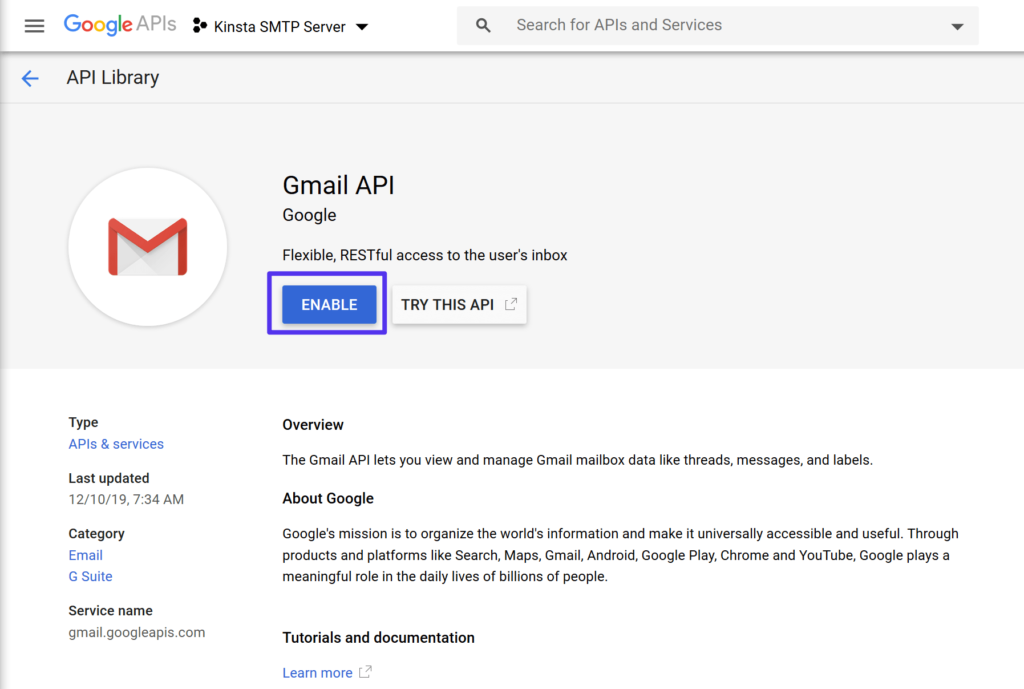 Google APIs
Kinsta SMTP Server
Search for APIs and Services
API Library
Gmail API
Google
Flexible, RESTful access to the user's inbox
ENABLE
TRY THIS API
Type
APIs & services
Last updated
12/10/19, 7:34 AM
Category
Email
G Suite
Service name
gmail.googleapis.com
Overview
The Gmail API lets you view and manage Gmail mailbox data like threads, messages, and labels.
About Google
Google's mission is to organize the world's information and make it universally accessible and useful. Through
products and platforms like Search, Maps, Gmail, Android, Google Play, Chrome and YouTube, Google plays a
meaningful role in the daily lives of billions of people.
Tutorials and documentation
Learn more